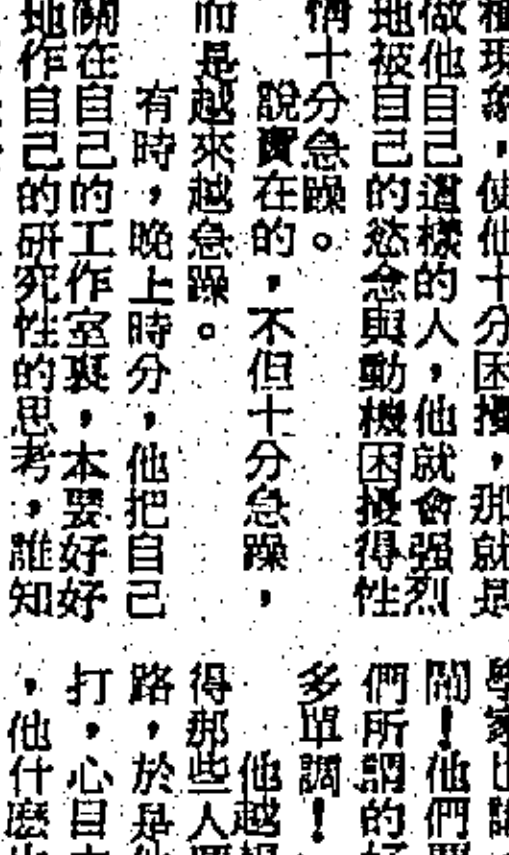 種現象，使他十分困擾，那就是
做他自己這樣的人，他就會强烈
地被自己的慾念與動機困擾得性
情十分急躁。
說實在的，不但十分急躁，
而是越來越急躁。
有時，晚上時分，他把自己
關在自己的工作室裏，本要好好
地作自己的研究性的思考，誰知
學家
鬧！他們
們所謂的好
多單調！
他越
得那些人
路，於是他
打，心目
，他什麽